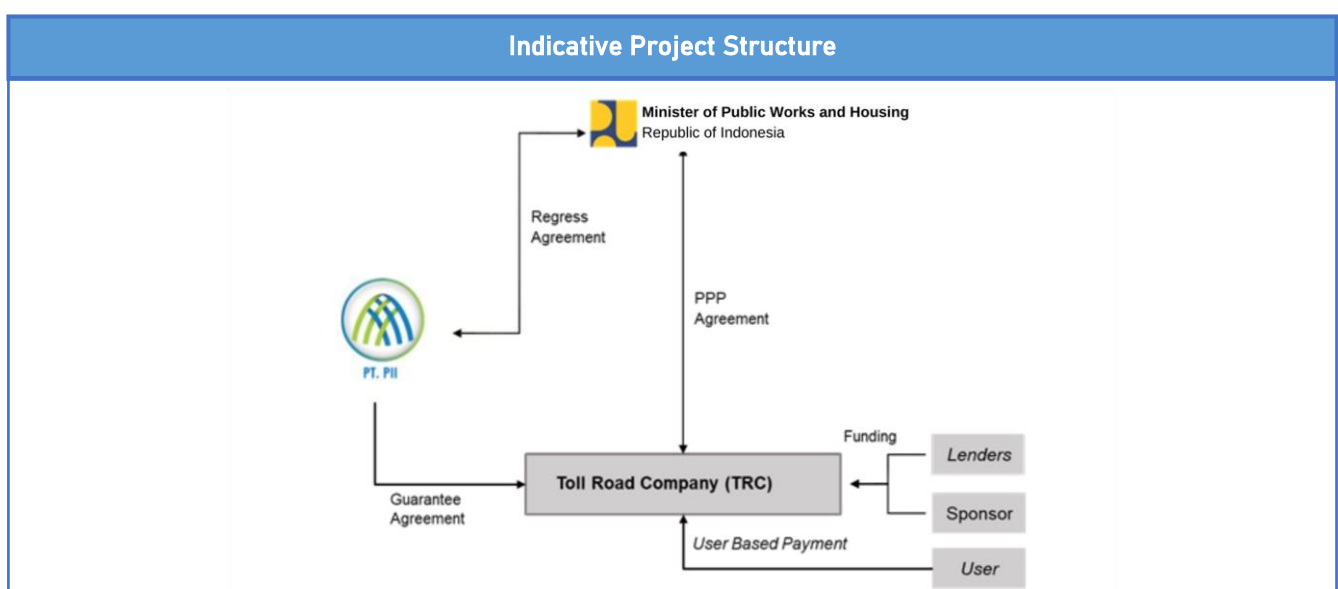 Indicative Project Structure
Minister of Public Works and Housing
Republic of Indonesia
Regress
Agreement
PPP
Agreement
PT. PII
Funding
Lenders
Toll Road Company (TRC)
Guarantee
Agreement
Sponsor
User Based Payment
User